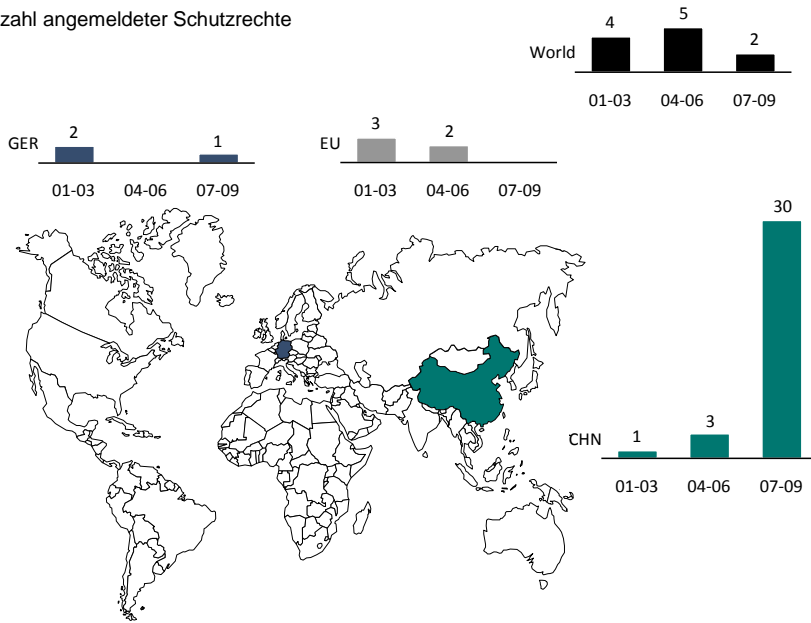 zahl angemeldeter Schutzrechte
4 5 2
World
01-03 04-06 07-09
2 1
GER
01-03 04-06 07-09
3 2
EU
01-03 04-06 07-09
30
1 3
CHN
01-03 04-06 07-09